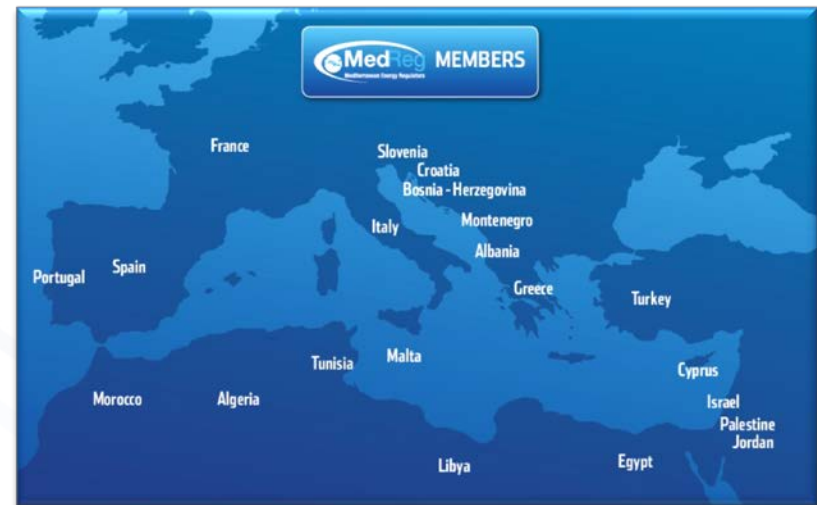 MedReg MEMBERS
Mediterranean Energy Regulators
France
Slovenia
Croatia
Bosnia - Herzegovina
Italy
Montenegro
Albania
Portugal
Spain
Greece
Turkey
Tunisia
Malta
Cyprus
Morocco
Algeria
Israel
Palestine
Jordan
Libya
Egypt